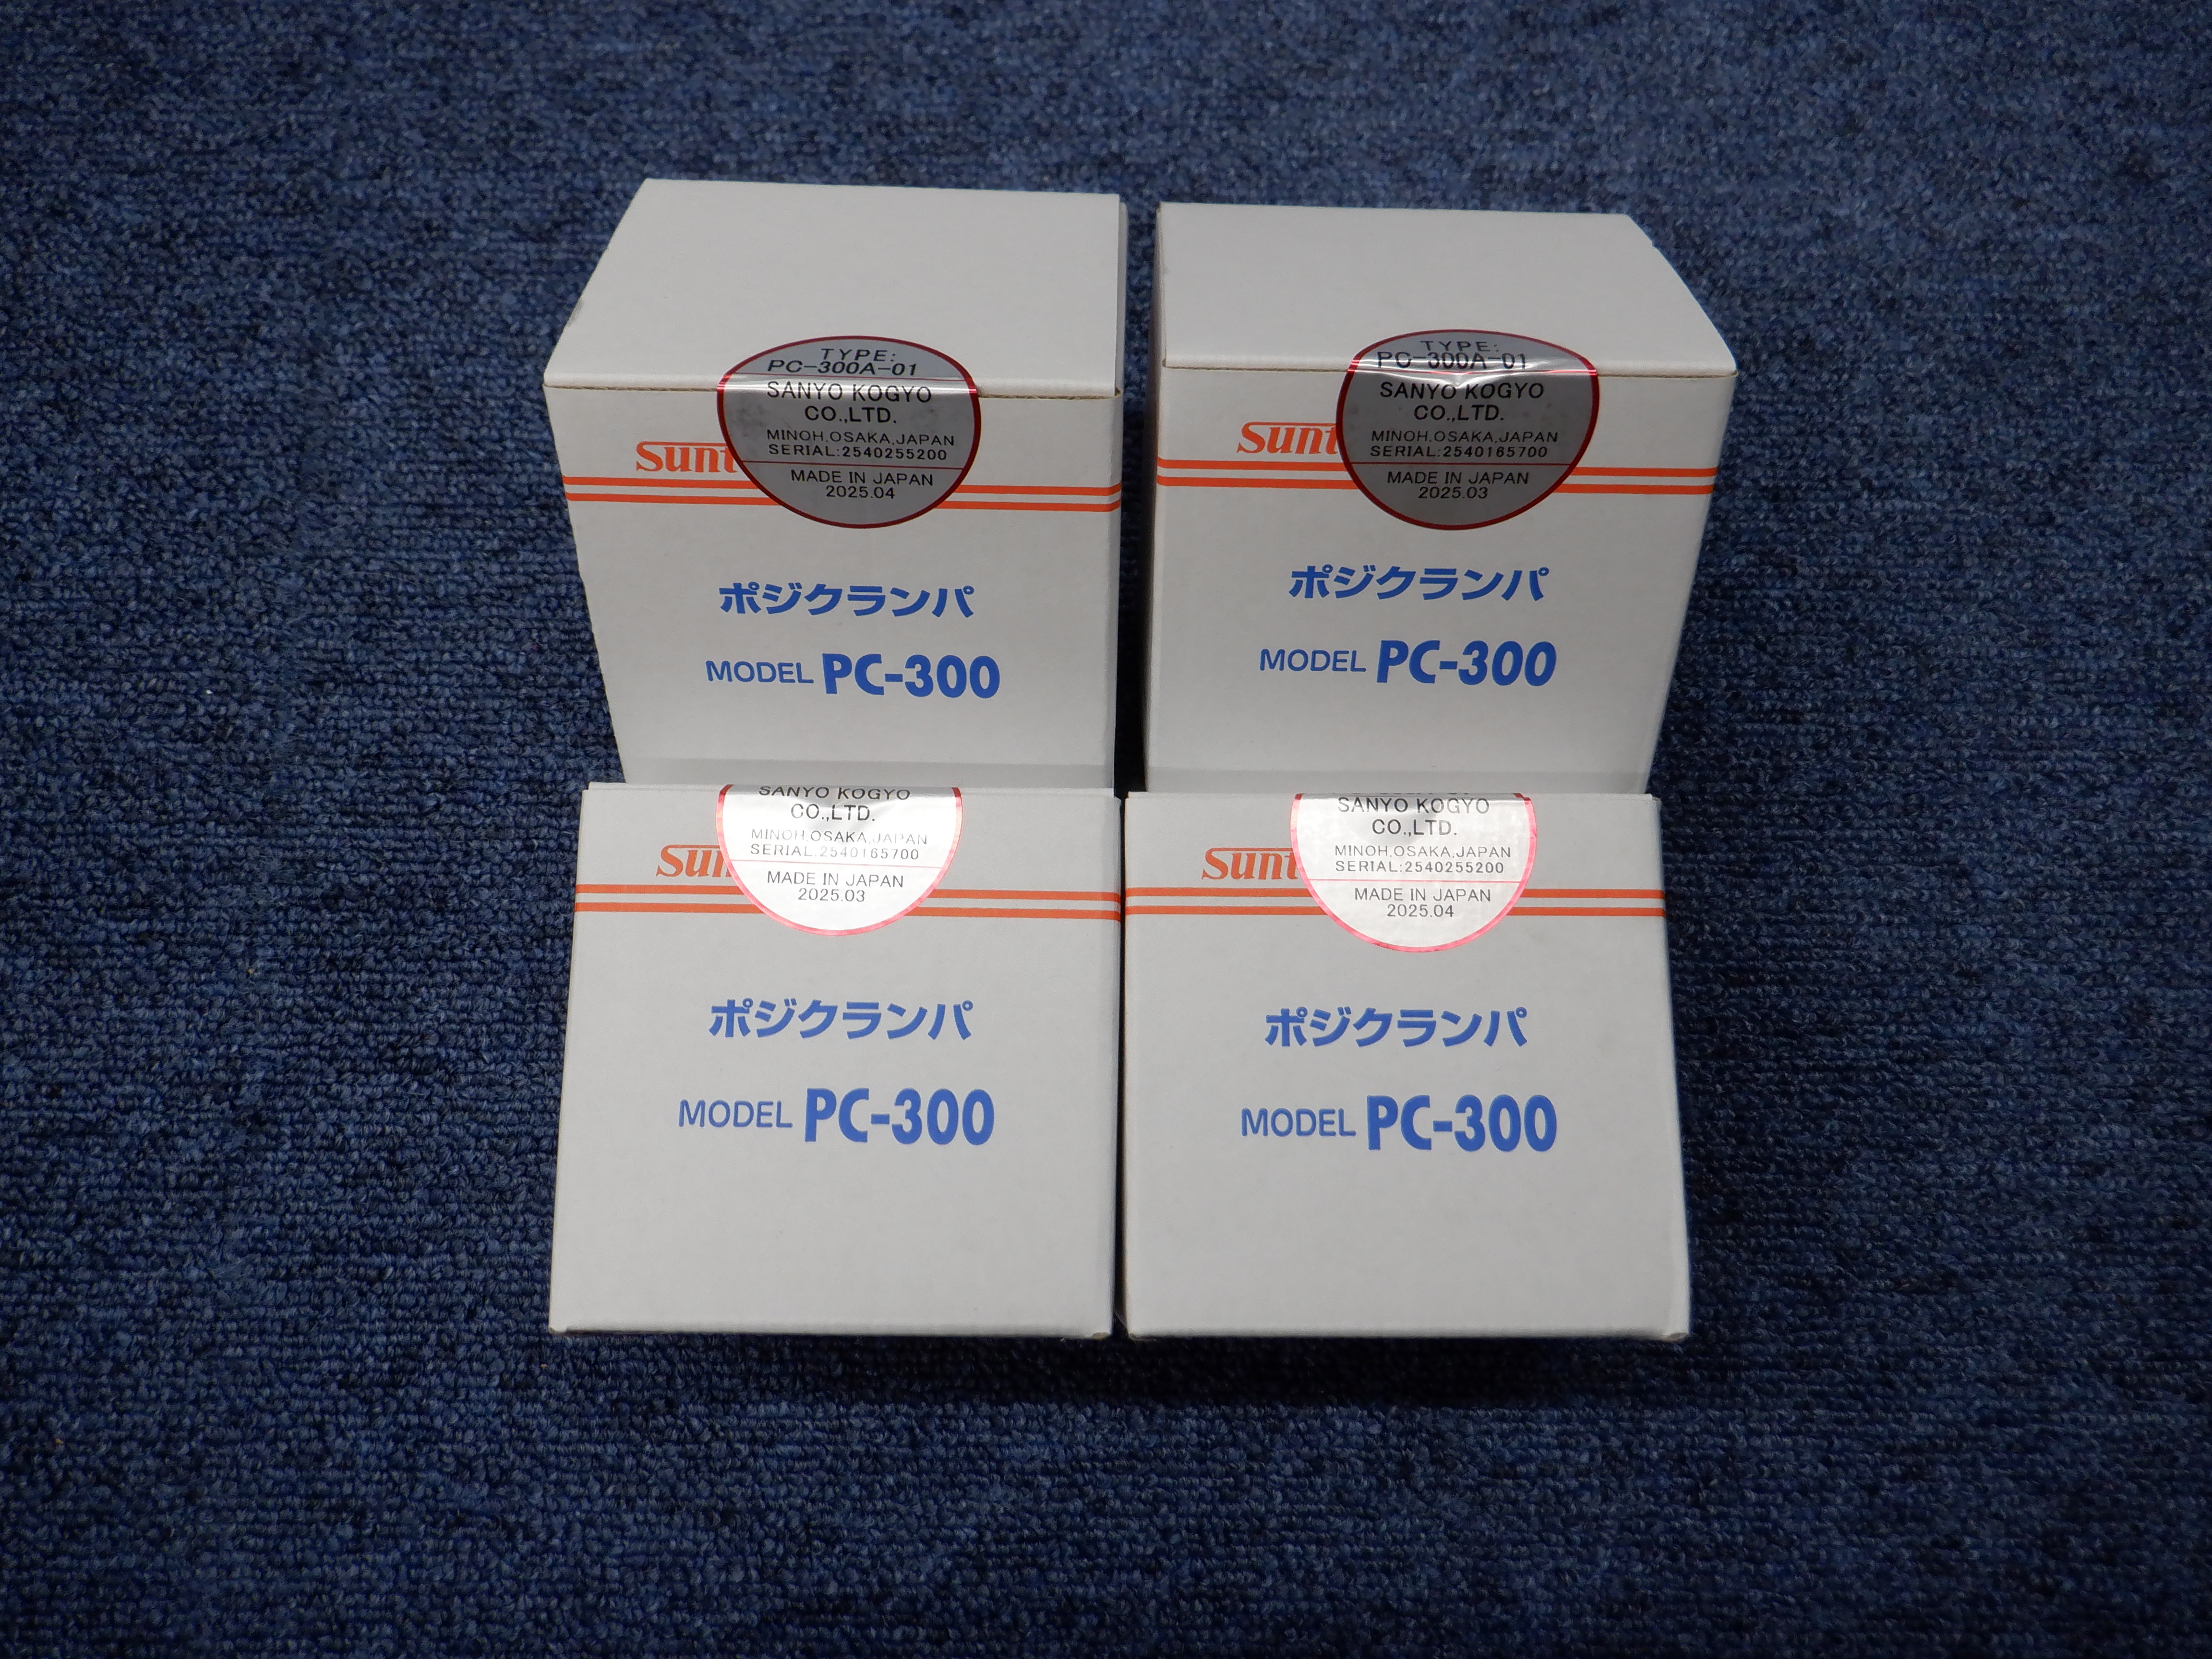 TYPE:
PC-300A-01
SANYO KOGYO
CO.,LTD.
MINOH,OSAKA,JAPAN
SERIAL:2540255200
MADE IN JAPAN
2025.04
Sunt
ポジクランパ
MODEL PC-300
TYPE:
PC-300A-01
SANYO KOGYO
CO.,LTD.
MINOH,OSAKA,JAPAN
SERIAL:2540165700
MADE IN JAPAN
2025.03
Sunt
ポジクランパ
MODEL PC-300
SANYO KOGYO
CO.,LTD.
MINOH,OSAKA,JAPAN
SERIAL:2540165700
MADE IN JAPAN
2025.03
Sun
ポジクランパ
MODEL PC-300
SANYO KOGYO
CO.,LTD.
MINOH,OSAKA,JAPAN
SERIAL:2540255200
MADE IN JAPAN
2025.04
Sunt
ポジクランパ
MODEL PC-300